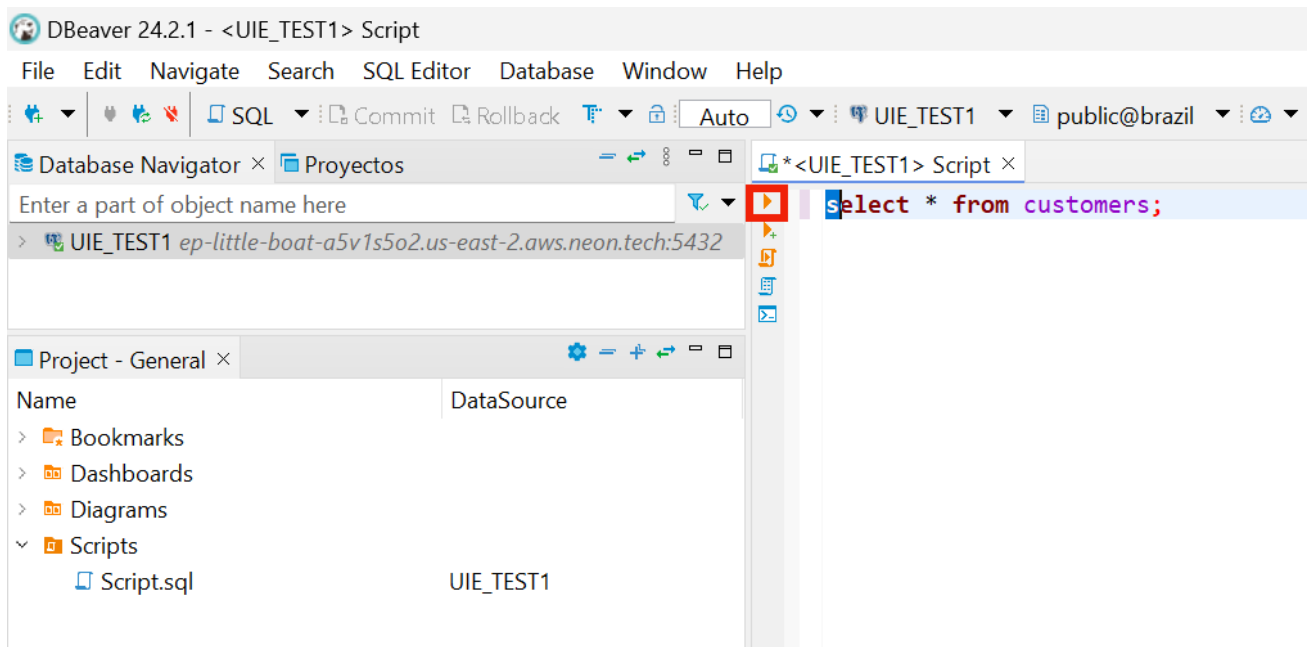 DBeaver 24.2.1 - <UIE_TEST1> Script
File Edit Navigate Search SQL Editor Database Window Help
SQL Commit Rollback Auto UIE_TEST1 public@brazil
Database Navigator Proyectos
*<UIE_TEST1> Script
Enter a part of object name here
select * from customers;
UIE_TEST1 ep-little-boat-a5v1s5o2.us-east-2.aws.neon.tech:5432
Project - General
Name DataSource
Bookmarks
Dashboards
Diagrams
Scripts
Script.sql UIE_TEST1